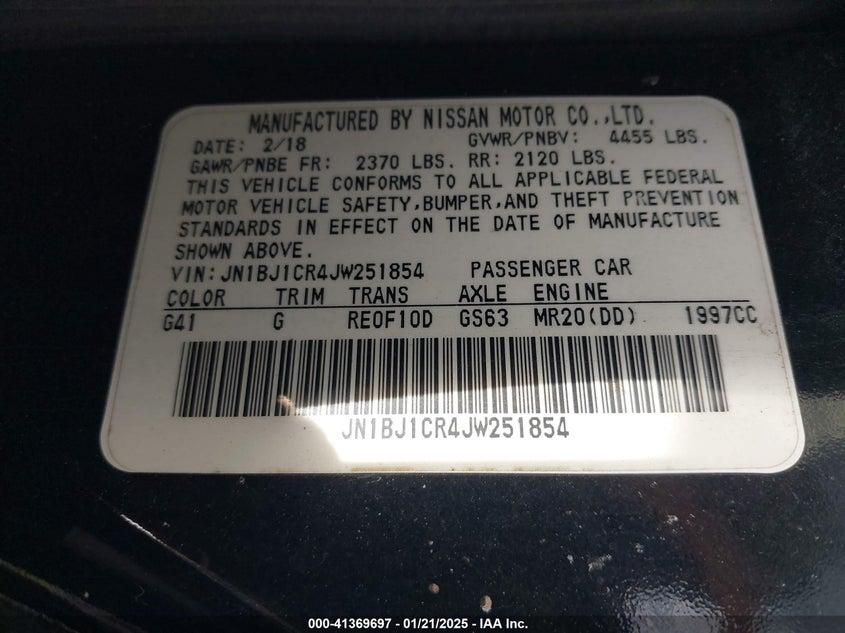 MANUFACTURED BY NISSAN MOTOR CO.,LTD.
DATE: 2/18 GVWR/PNBV: 4455 LBS.
GAWR/PNBE FR: 2370 LBS. RR: 2120 LBS.
THIS VEHICLE CONFORMS TO ALL APPLICABLE FEDERAL
MOTOR VEHICLE SAFETY,BUMPER,AND THEFT PREVENTION
STANDARDS IN EFFECT ON THE DATE OF MANUFACTURE
SHOWN ABOVE.
VIN:JN1BJ1CR4JW251854 PASSENGER CAR
COLOR TRIM TRANS AXLE ENGINE
G41 G RE0F10D GS63 MR20(DD) 1997CC
JN1BJ1CR4JW251854
000-41369697 - 01/21/2025 - IAA Inc.